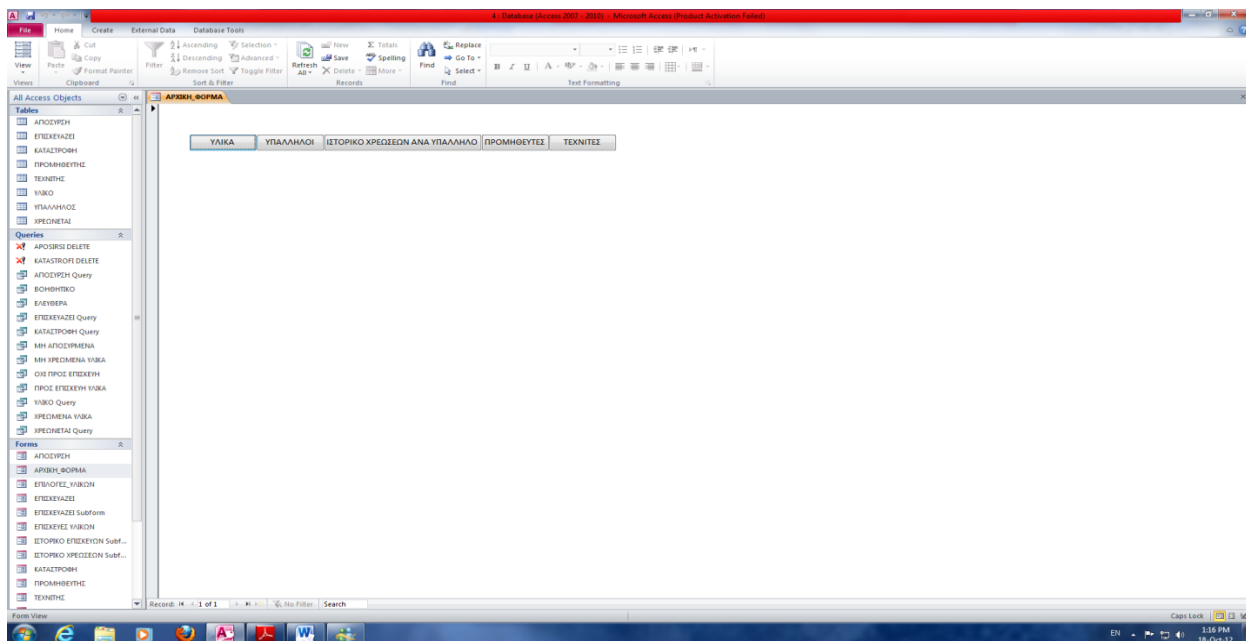 4 : Database (Access 2007 - 2010) - Microsoft Access (Product Activation Failed)
File Home Create External Data Database Tools
View
Views
Paste
Cut
Copy
Format Painter
Clipboard
Filter
Ascending
Descending
Remove Sort
Selection
Advanced
Toggle Filter
Sort & Filter
Refresh All
New
Save
Delete
Totals
Spelling
More
Records
Find
Replace
Go To
Select
Find
B I U A
Text Formatting
All Access Objects
Tables
ΑΠΟΣΥΡΣΗ
ΕΠΙΣΚΕΥΑΖΕΙ
ΚΑΤΑΣΤΡΟΦΗ
ΠΡΟΜΗΘΕΥΤΗΣ
ΤΕΧΝΙΤΗΣ
ΥΛΙΚΟ
ΥΠΑΛΛΗΛΟΣ
ΧΡΕΩΝΕΤΑΙ
Queries
APOSIRSI DELETE
KATASTROFI DELETE
ΑΠΟΣΥΡΣΗ Query
ΒΟΗΘΗΤΙΚΟ
ΕΛΕΥΘΕΡΑ
ΕΠΙΣΚΕΥΑΖΕΙ Query
ΚΑΤΑΣΤΡΟΦΗ Query
ΜΗ ΑΠΟΣΥΡΜΕΝΑ
ΜΗ ΧΡΕΩΜΕΝΑ ΥΛΙΚΑ
ΟΧΙ ΠΡΟΣ ΕΠΙΣΚΕΥΗ
ΠΡΟΣ ΕΠΙΣΚΕΥΗ ΥΛΙΚΑ
ΥΛΙΚΟ Query
ΧΡΕΩΜΕΝΑ ΥΛΙΚΑ
ΧΡΕΩΝΕΤΑΙ Query
Forms
ΑΠΟΣΥΡΣΗ
ΑΡΧΙΚΗ_ΦΟΡΜΑ
ΕΠΙΛΟΓΕΣ_ΥΛΙΚΩΝ
ΕΠΙΣΚΕΥΑΖΕΙ
ΕΠΙΣΚΕΥΑΖΕΙ Subform
ΕΠΙΣΚΕΥΕΣ ΥΛΙΚΩΝ
ΙΣΤΟΡΙΚΟ ΕΠΙΣΚΕΥΩΝ Subf...
ΙΣΤΟΡΙΚΟ ΧΡΕΩΣΕΩΝ Subf...
ΚΑΤΑΣΤΡΟΦΗ
ΠΡΟΜΗΘΕΥΤΗΣ
ΤΕΧΝΙΤΗΣ
ΑΡΧΙΚΗ_ΦΟΡΜΑ
ΥΛΙΚΑ ΥΠΑΛΛΗΛΟΙ ΙΣΤΟΡΙΚΟ ΧΡΕΩΣΕΩΝ ΑΝΑ ΥΠΑΛΛΗΛΟ ΠΡΟΜΗΘΕΥΤΕΣ ΤΕΧΝΙΤΕΣ
Record: 1 of 1 No Filter Search
Form View Caps Lock
EN 1:16 PM
18-Oct-12